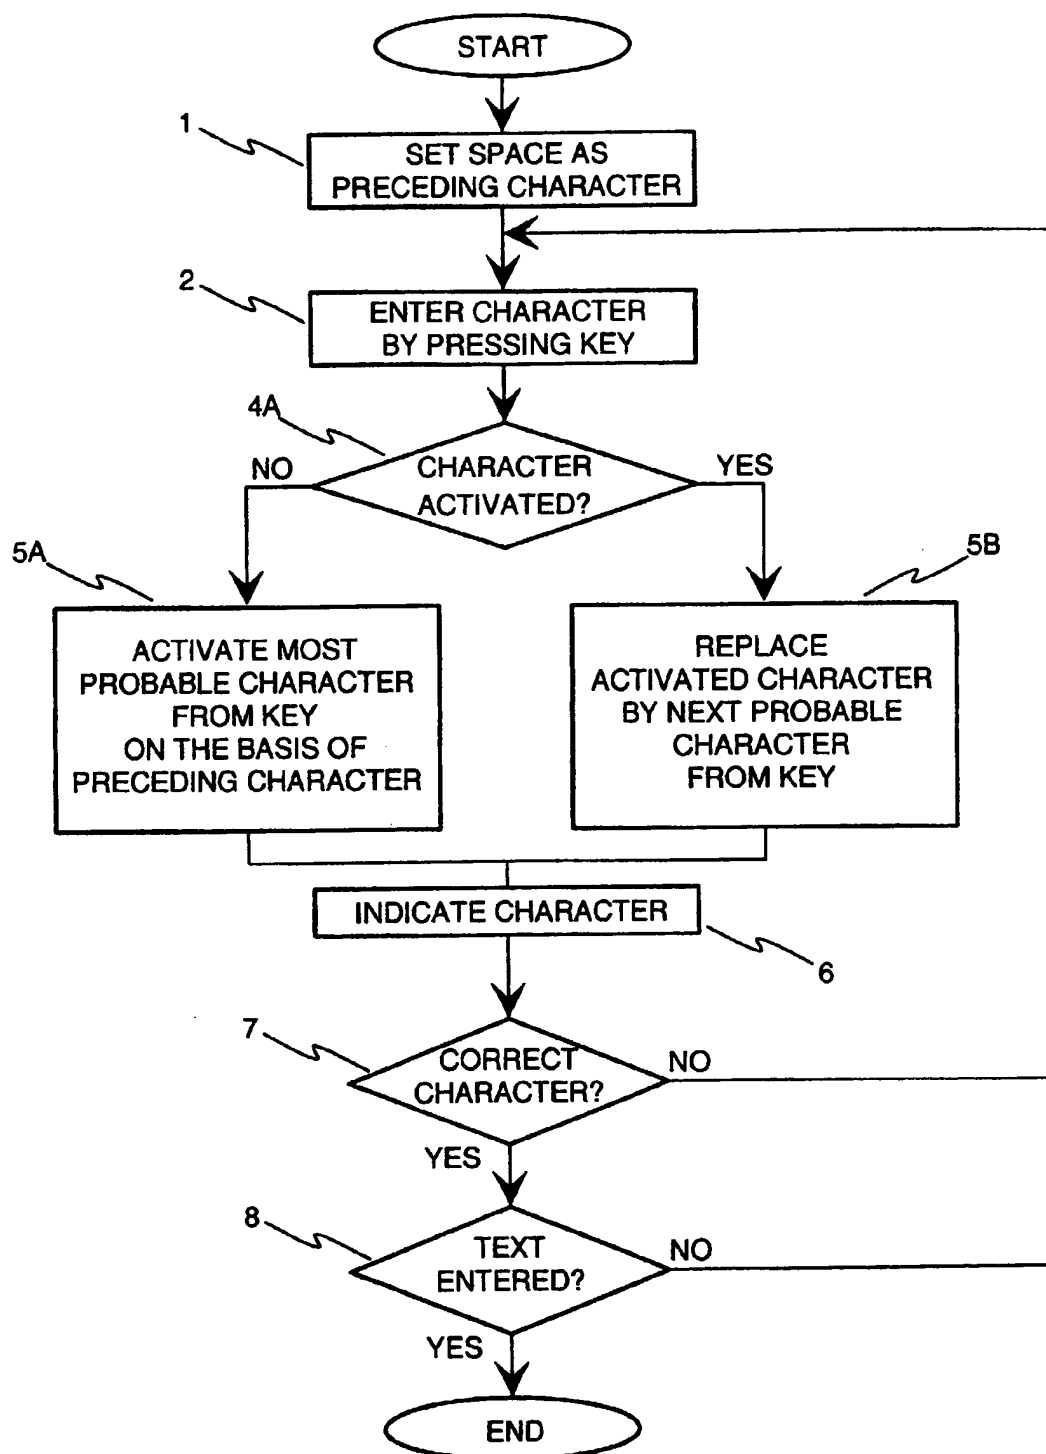 START
1
SET SPACE AS
PRECEDING CHARACTER
2
ENTER CHARACTER
BY PRESSING KEY
4A
CHARACTER
ACTIVATED?
NO
YES
5A
ACTIVATE MOST
PROBABLE CHARACTER
FROM KEY
ON THE BASIS OF
PRECEDING CHARACTER
5B
REPLACE
ACTIVATED CHARACTER
BY NEXT PROBABLE
CHARACTER
FROM KEY
INDICATE CHARACTER
6
7
CORRECT
CHARACTER?
NO
YES
8
TEXT
ENTERED?
NO
YES
END